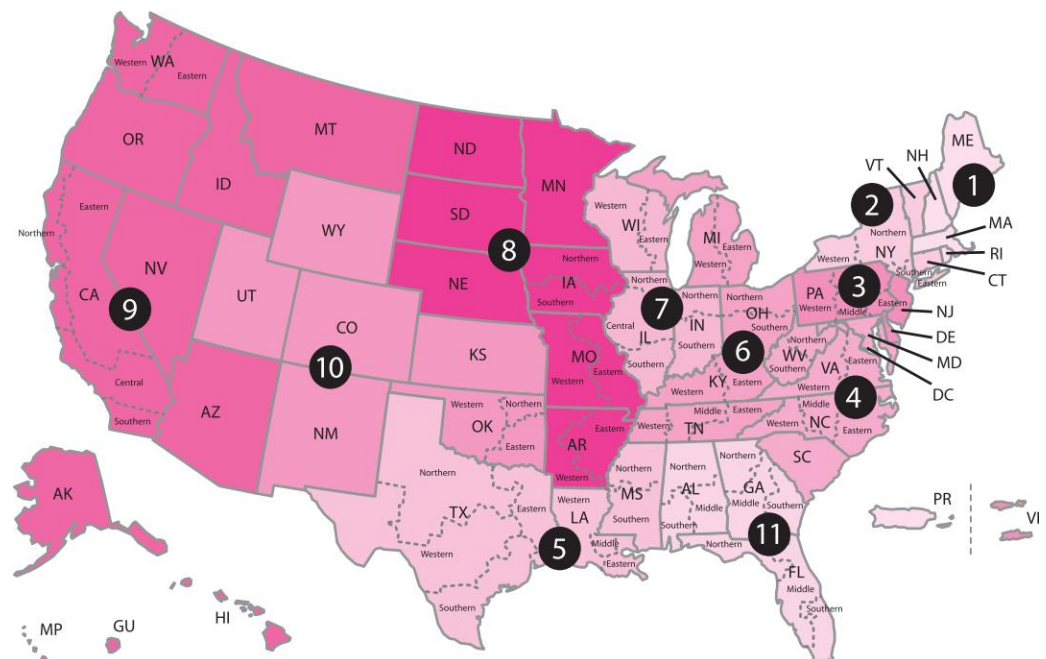 WA
Western
Eastern
OR
ID
MT
ND
MN
SD
8
NE
IA
Northern
Southern
WY
NV
9
CA
Eastern
Northern
Central
Southern
UT
CO
10
KS
AZ
NM
MO
Western
Eastern
AR
Eastern
Western
OK
Western
Northern
Eastern
TX
Northern
Eastern
Western
Southern
LA
Western
Middle
Eastern
5
WI
Western
Eastern
MI
Western
Eastern
7
Northern
Central
IL
Southern
Northern
IN
Southern
Northern
OH
Southern
6
KY
Western
Eastern
TN
Western
Middle
Eastern
MS
Northern
Southern
AL
Northern
Middle
Southern
GA
Northern
Middle
Southern
11
FL
Northern
Middle
Southern
SC
NC
Western
Middle
Eastern
4
VA
Western
Eastern
WV
Northern
Southern
PA
Western
Middle
Eastern
3
NY
Western
Northern
Southern
Eastern
2
VT
NH
ME
1
MA
RI
CT
NJ
DE
MD
DC
PR
VI
AK
HI
MP
GU